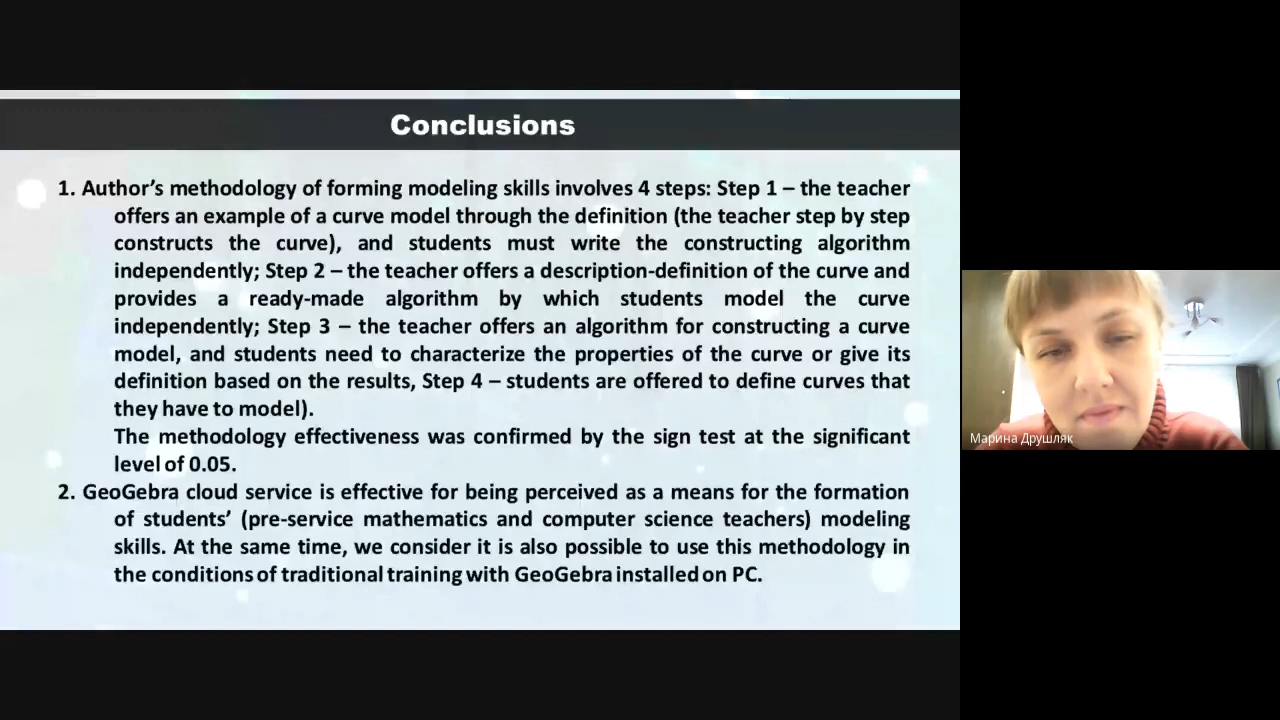 Conclusions
1. Author’s methodology of forming modeling skills involves 4 steps: Step 1 – the teacher
offers an example of a curve model through the definition (the teacher step by step
constructs the curve), and students must write the constructing algorithm
independently; Step 2 – the teacher offers a description-definition of the curve and
provides a ready-made algorithm by which students model the curve
independently; Step 3 – the teacher offers an algorithm for constructing a curve
model, and students need to characterize the properties of the curve or give its
definition based on the results, Step 4 – students are offered to define curves that
they have to model).
The methodology effectiveness was confirmed by the sign test at the significant
level of 0.05.
2. GeoGebra cloud service is effective for being perceived as a means for the formation
of students’ (pre-service mathematics and computer science teachers) modeling
skills. At the same time, we consider it is also possible to use this methodology in
the conditions of traditional training with GeoGebra installed on PC.
Марина Друшляк